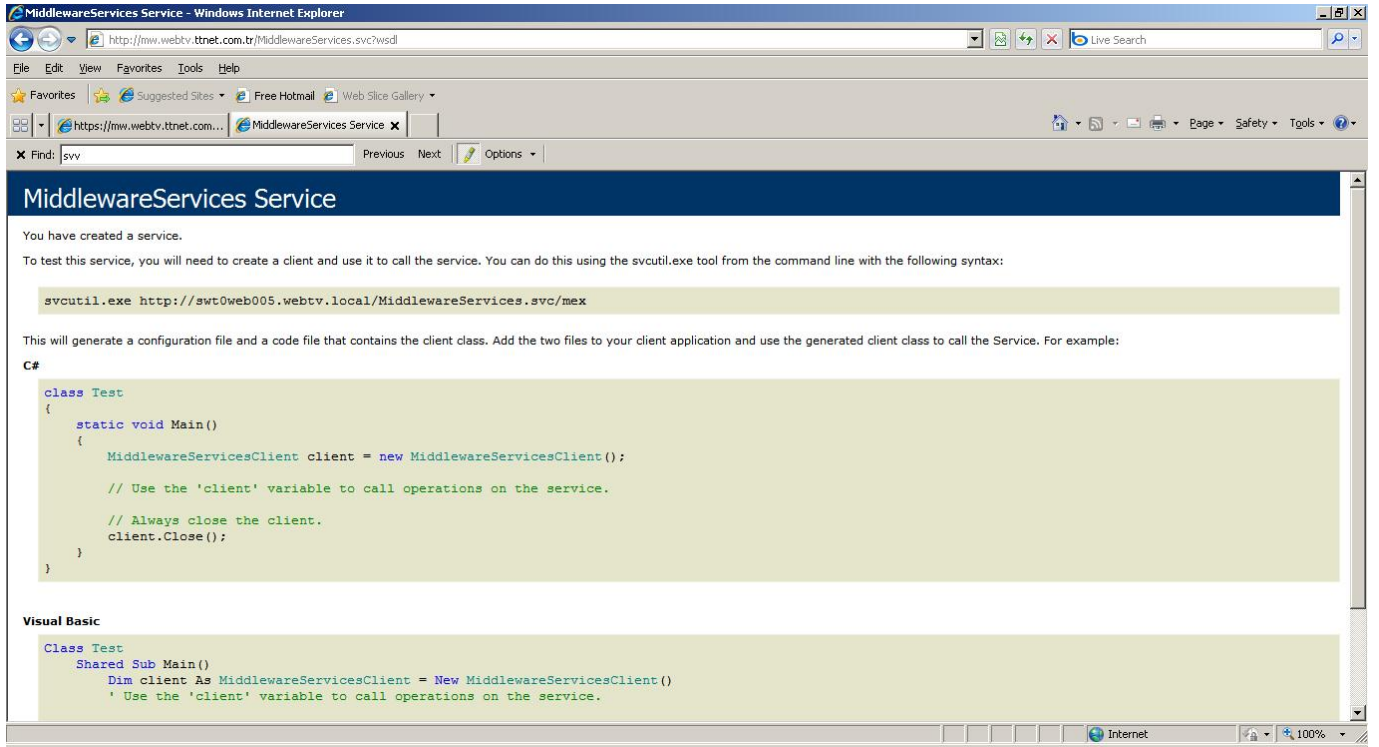 MiddlewareServices Service - Windows Internet Explorer
http://mw.webtv.ttnet.com.tr/MiddlewareServices.svc?wsdl
Live Search
File Edit View Favorites Tools Help
Favorites Suggested Sites Free Hotmail Web Slice Gallery
https://mw.webtv.ttnet.com... MiddlewareServices Service Page Safety Tools
Find: svv Previous Next Options
MiddlewareServices Service
You have created a service.
To test this service, you will need to create a client and use it to call the service. You can do this using the svcutil.exe tool from the command line with the following syntax:
svcutil.exe http://swt0web005.webtv.local/MiddlewareServices.svc/mex
This will generate a configuration file and a code file that contains the client class. Add the two files to your client application and use the generated client class to call the Service. For example:
C#
class Test
{
static void Main()
{
MiddlewareServicesClient client = new MiddlewareServicesClient();
// Use the 'client' variable to call operations on the service.
// Always close the client.
client.Close();
}
}
Visual Basic
Class Test
Shared Sub Main()
Dim client As MiddlewareServicesClient = New MiddlewareServicesClient()
' Use the 'client' variable to call operations on the service.
Internet 100%